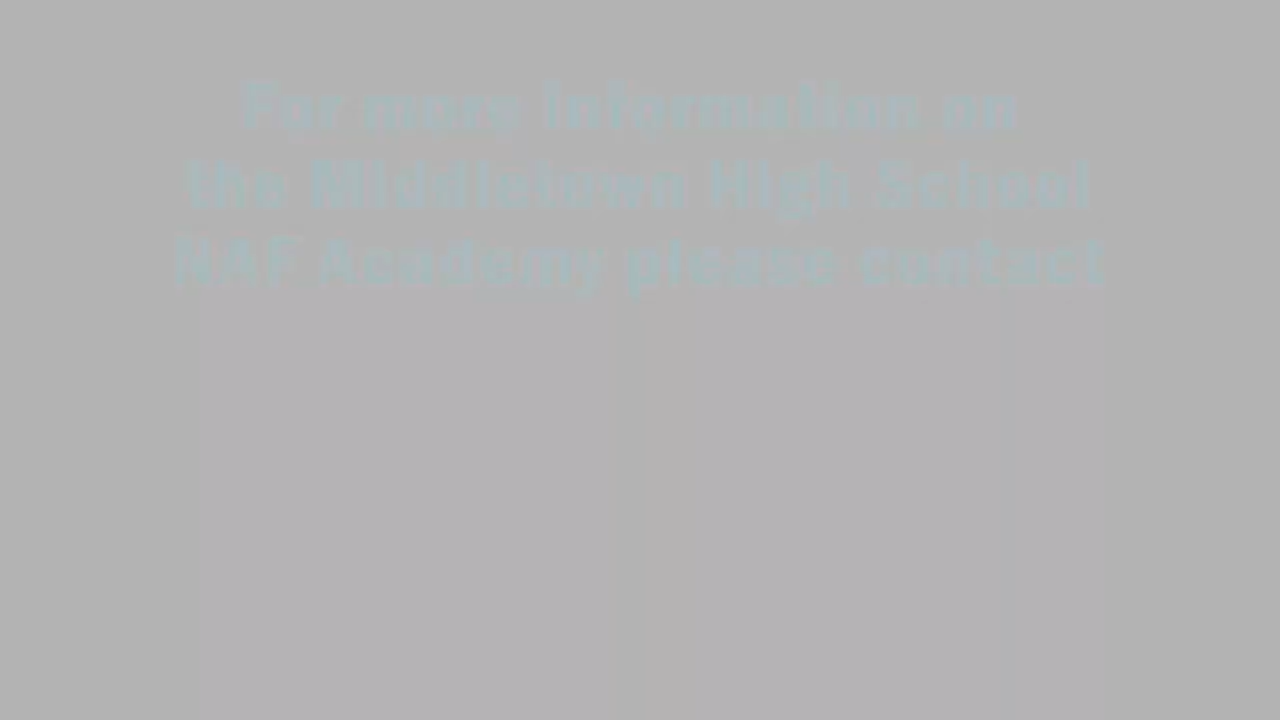 For more information on
the Middletown High School
NAF Academy please contact